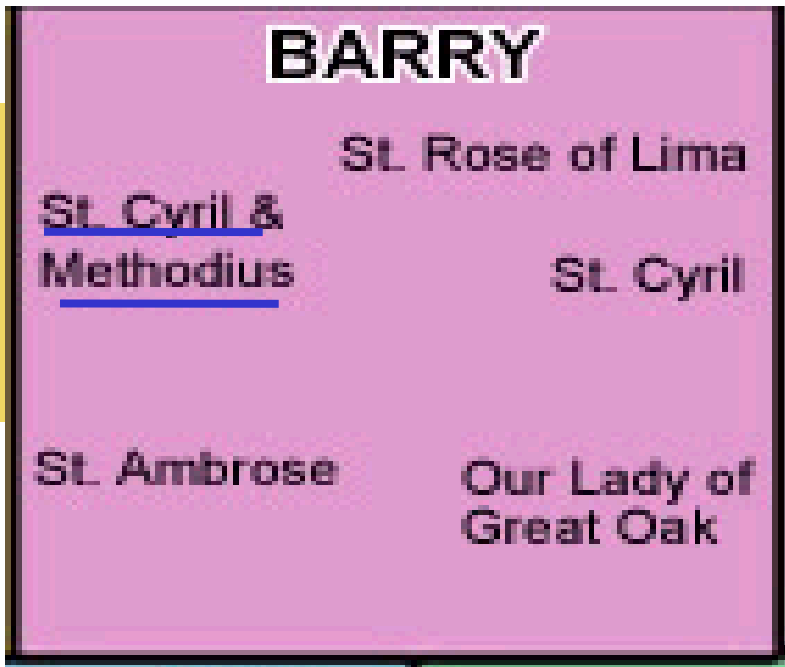 BARRY
St. Rose of Lima
St. Cyril &
Methodius
St. Cyril
St. Ambrose
Our Lady of
Great Oak